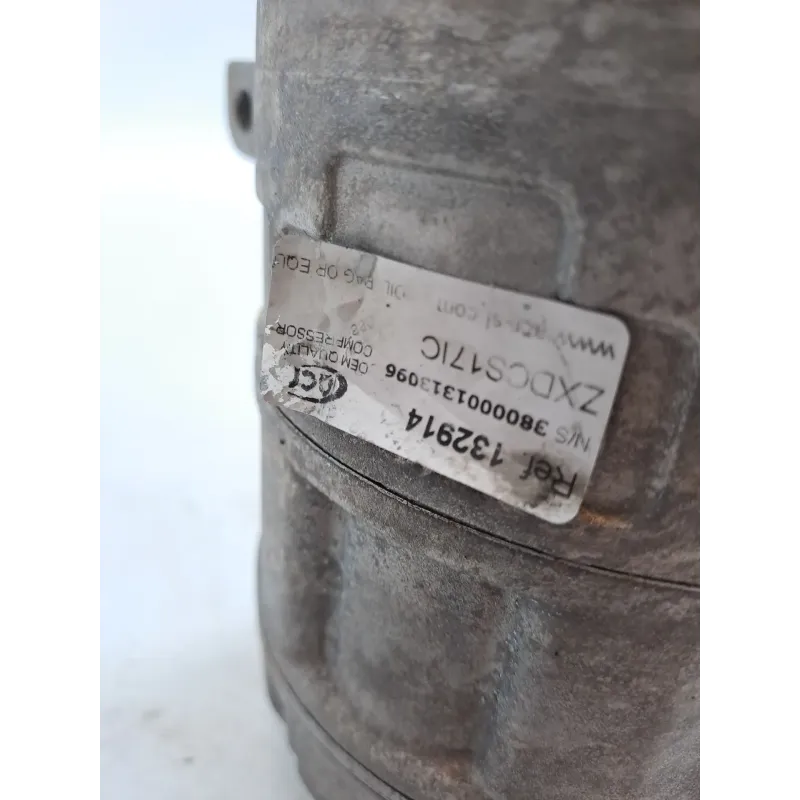 Ref. 132914
N/S 3800001313096
ZXDCS17IC
OEM QUALITY
COMPRESSOR
OIL PAG OR